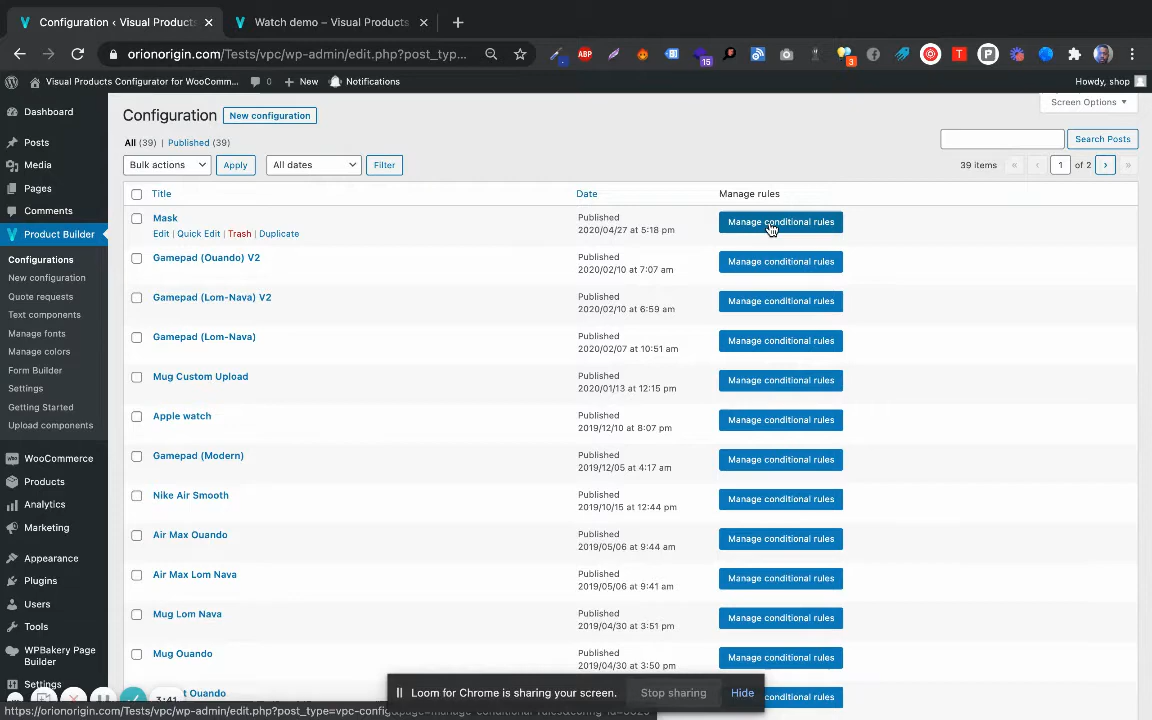 Configuration ‹ Visual Products
Watch demo – Visual Products
orionorigin.com/Tests/vpc/wp-admin/edit.php?post_typ...
ABP
15
3
T
P
Visual Products Configurator for WooComm...
0
New
Notifications
Howdy, shop
Dashboard
Posts
Media
Pages
Comments
Product Builder
Configurations
New configuration
Quote requests
Text components
Manage fonts
Manage colors
Form Builder
Settings
Getting Started
Upload components
WooCommerce
Products
Analytics
Marketing
Appearance
Plugins
Users
Tools
WPBakery Page
Builder
Settings
Configuration
New configuration
Screen Options
All (39) | Published (39)
Search Posts
Bulk actions
Apply
All dates
Filter
39 items
«
‹
1
of 2
›
»
Title
Date
Manage rules
Mask
Edit | Quick Edit | Trash | Duplicate
Published
2020/04/27 at 5:18 pm
Manage conditional rules
Gamepad (Ouando) V2
Published
2020/02/10 at 7:07 am
Manage conditional rules
Gamepad (Lom-Nava) V2
Published
2020/02/10 at 6:59 am
Manage conditional rules
Gamepad (Lom-Nava)
Published
2020/02/07 at 10:51 am
Manage conditional rules
Mug Custom Upload
Published
2020/01/13 at 12:15 pm
Manage conditional rules
Apple watch
Published
2019/12/10 at 8:07 pm
Manage conditional rules
Gamepad (Modern)
Published
2019/12/05 at 4:17 am
Manage conditional rules
Nike Air Smooth
Published
2019/10/15 at 12:44 pm
Manage conditional rules
Air Max Ouando
Published
2019/05/06 at 9:44 am
Manage conditional rules
Air Max Lom Nava
Published
2019/05/06 at 9:41 am
Manage conditional rules
Mug Lom Nava
Published
2019/04/30 at 3:51 pm
Manage conditional rules
Mug Ouando
Published
2019/04/30 at 3:50 pm
Manage conditional rules
Ouando
conditional rules
Loom for Chrome is sharing your screen.
Stop sharing
Hide
3:41